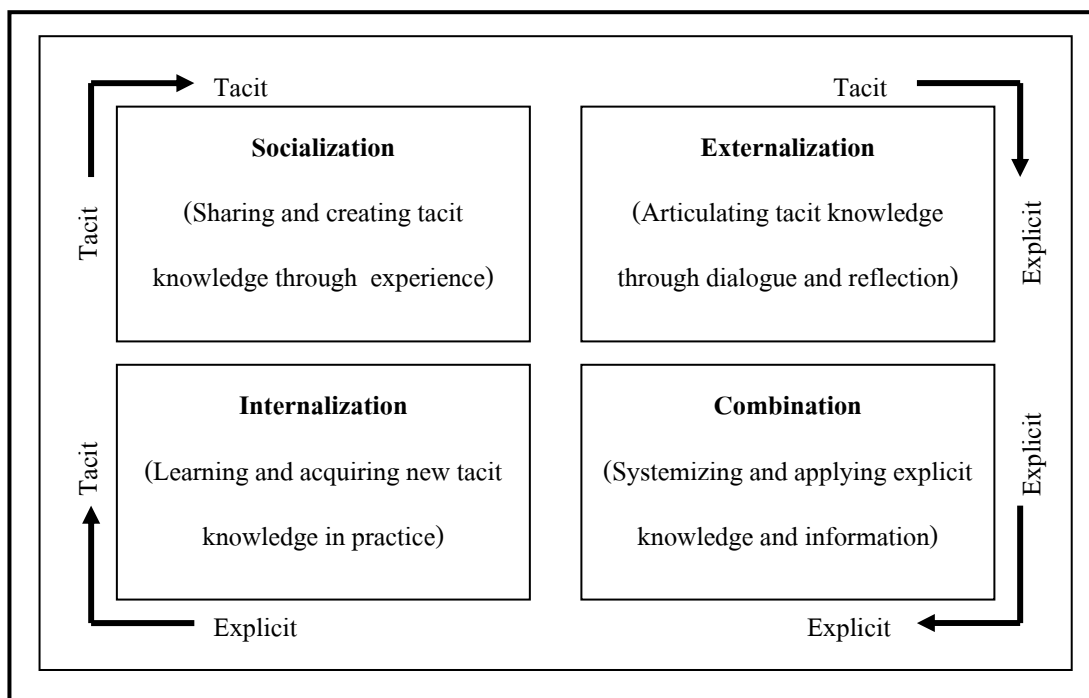 Tacit
Tacit
Socialization
(Sharing and creating tacit
knowledge through experience)
Tacit
Explicit
Externalization
(Articulating tacit knowledge
through dialogue and reflection)
Tacit
Explicit
Internalization
(Learning and acquiring new tacit
knowledge in practice)
Explicit
Explicit
Combination
(Systemizing and applying explicit
knowledge and information)